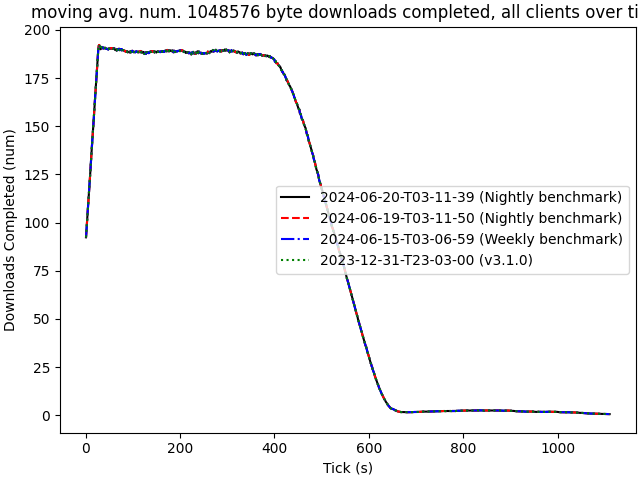 moving avg. num. 1048576 byte downloads completed, all clients over ti
200
175
150
125
100
75
50
25
0
Downloads Completed (num)
2024-06-20-T03-11-39 (Nightly benchmark)
2024-06-19-T03-11-50 (Nightly benchmark)
2024-06-15-T03-06-59 (Weekly benchmark)
2023-12-31-T23-03-00 (v3.1.0)
0 200 400 600 800 1000
Tick (s)